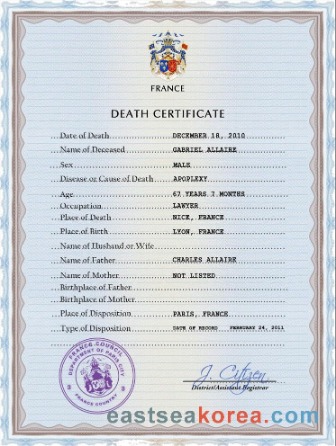 FRANCE
DEATH CERTIFICATE
Date of Death DECEMBER 18, 2010
Name of Deceased GABRIEL ALLAIRE
Sex MALE
Disease or Cause of Death APOPLEXY
Age 67 YEARS 7 MONTHS
Occupation LAWYER
Place of Death NICE, FRANCE
Place of Birth LYON, FRANCE
Name of Husband or Wife
Name of Father CHARLES ALLAIRE
Name of Mother NOT LISTED
Birthplace of Father
Birthplace of Mother
Place of Disposition PARIS, FRANCE
Type of Disposition DATE OF RECORD FEBRUARY 24, 2011
FRANCE COUNCIL
DEPARTMENT OF PARIS CITY
FRANCE COUNTRY
J. Citizen
District/Assistant Registrar
eastseakorea.com